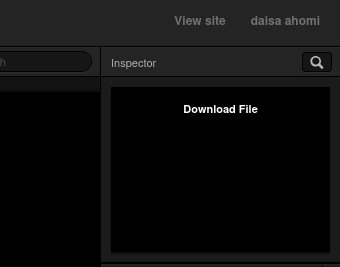 View site daisa ahomi
h
Inspector
Download File